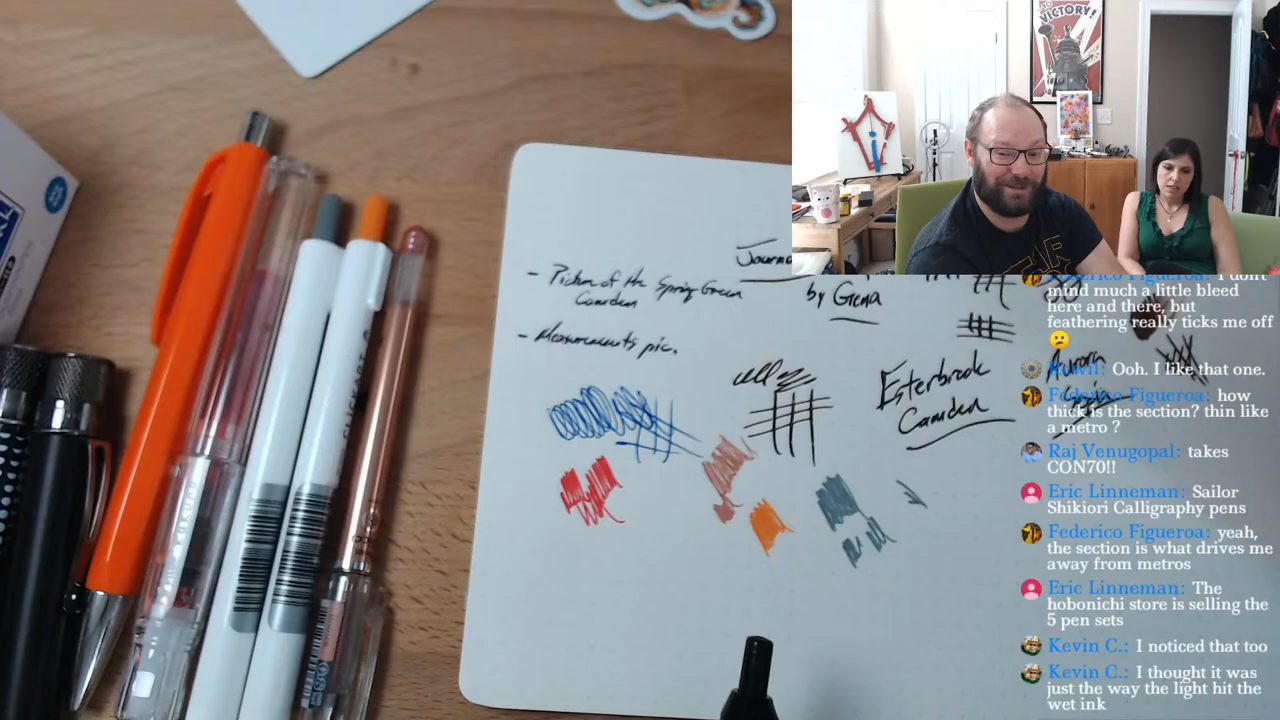 TO VICTORY!
Journa
by Gena
- Picture of the Spring Green
Camden
- Measurements pic.
Esterbrook
Camden
Aurora
Federico Figueroa: I don't
mind much a little bleed
here and there, but
feathering really ticks me off
Ooh. I like that one.
Federico Figueroa: how
thick is the section? thin like
a metro ?
Raj Venugopal: takes
CON70!!
Eric Linneman: Sailor
Shikiori Calligraphy pens
Federico Figueroa: yeah,
the section is what drives me
away from metros
Eric Linneman: The
hobonichi store is selling the
5 pen sets
Kevin C.: I noticed that too
Kevin C.: I thought it was
just the way the light hit the
wet ink